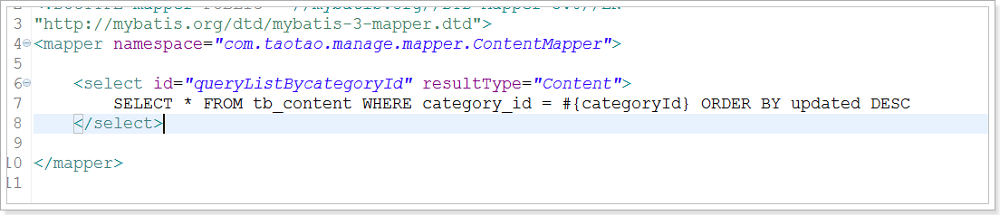 3 "http://mybatis.org/dtd/mybatis-3-mapper.dtd">
4 <mapper namespace="com.taotao.manage.mapper.ContentMapper">
5
6 <select id="queryListBycategoryId" resultType="Content">
7 SELECT * FROM tb_content WHERE category_id = #{categoryId} ORDER BY updated DESC
8 </select>
9
10 </mapper>
11